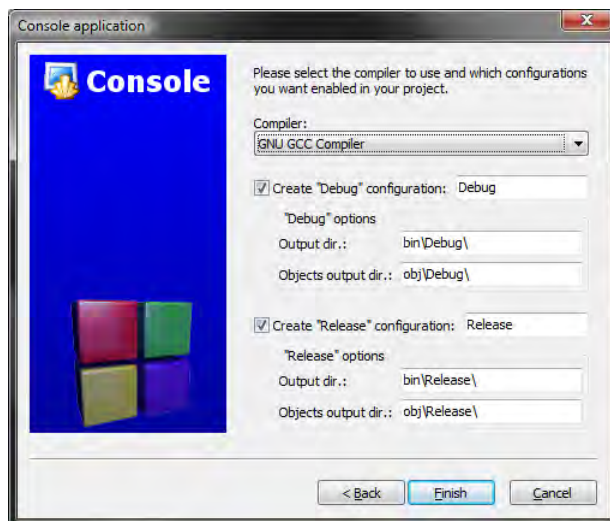 Console application
Console
Please select the compiler to use and which configurations
you want enabled in your project.
Compiler:
GNU GCC Compiler
Create "Debug" configuration: Debug
"Debug" options
Output dir.: bin\Debug\
Objects output dir.: obj\Debug\
Create "Release" configuration: Release
"Release" options
Output dir.: bin\Release\
Objects output dir.: obj\Release\
< Back Finish Cancel